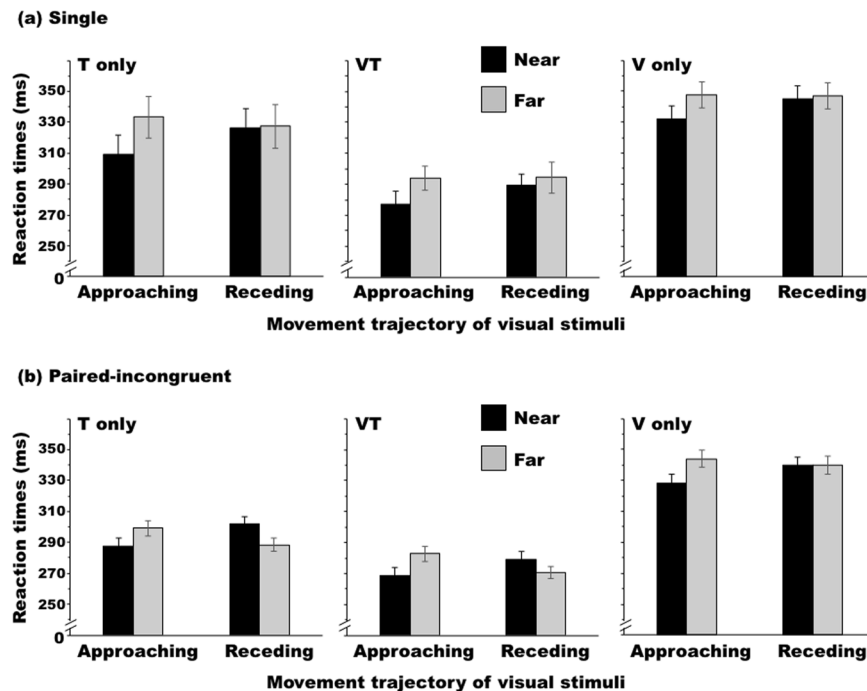 (a) Single
T only
VT
V only
Near
Far
Reaction times (ms)
350
330
310
290
270
250
0
Approaching
Receding
Approaching
Receding
Approaching
Receding
Movement trajectory of visual stimuli
(b) Paired-incongruent
T only
VT
V only
Near
Far
Reaction times (ms)
350
330
310
290
270
250
0
Approaching
Receding
Approaching
Receding
Approaching
Receding
Movement trajectory of visual stimuli